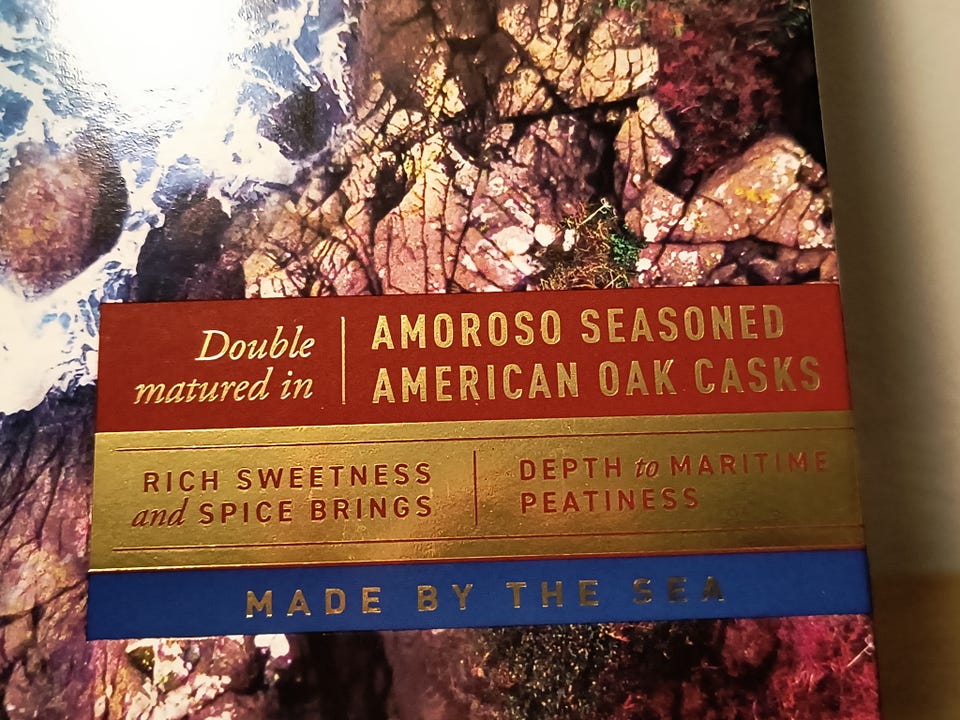 Double
matured in
AMOROSO SEASONED
AMERICAN OAK CASKS
RICH SWEETNESS
and SPICE BRINGS
DEPTH to MARITIME
PEATINESS
MADE BY THE SEA